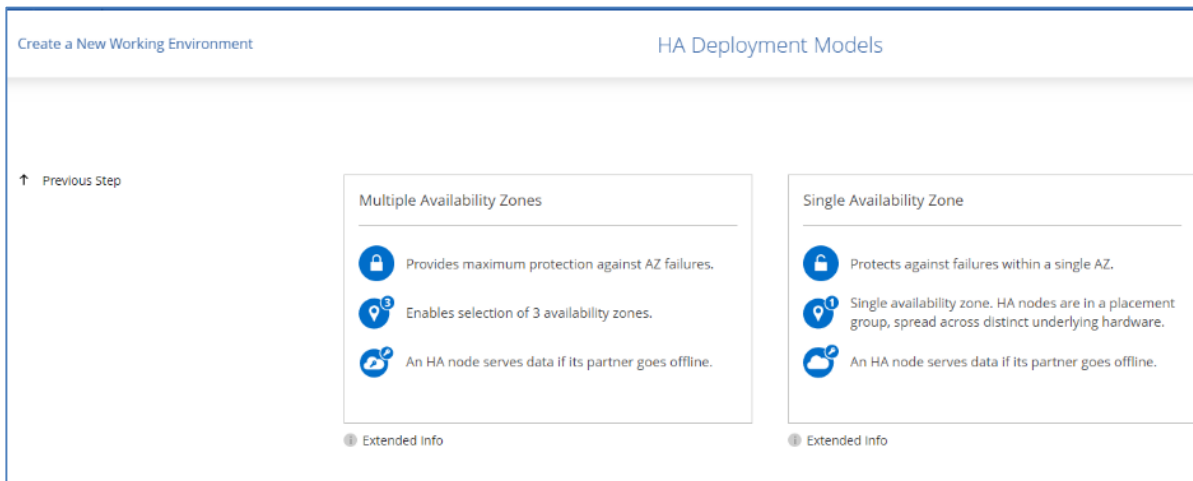 Create a New Working Environment
HA Deployment Models
↑ Previous Step
Multiple Availability Zones
Provides maximum protection against AZ failures.
3
Enables selection of 3 availability zones.
An HA node serves data if its partner goes offline.
i Extended Info
Single Availability Zone
Protects against failures within a single AZ.
1
Single availability zone. HA nodes are in a placement
group, spread across distinct underlying hardware.
An HA node serves data if its partner goes offline.
i Extended Info